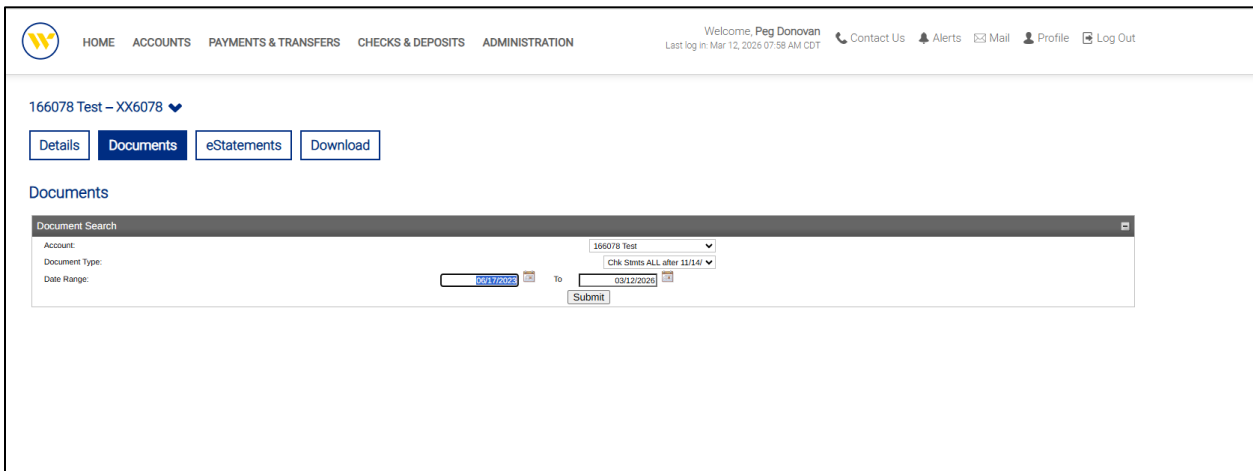 W
HOME ACCOUNTS PAYMENTS & TRANSFERS CHECKS & DEPOSITS ADMINISTRATION
Welcome, Peg Donovan
Last log in: Mar 12, 2026 07:58 AM CDT
Contact Us Alerts Mail Profile Log Out
166078 Test – XX6078
Details Documents eStatements Download
Documents
Document Search
Account: 166078 Test
Document Type: Chk Stmts ALL after 11/14/
Date Range: 06/17/2023 To 03/12/2026
Submit